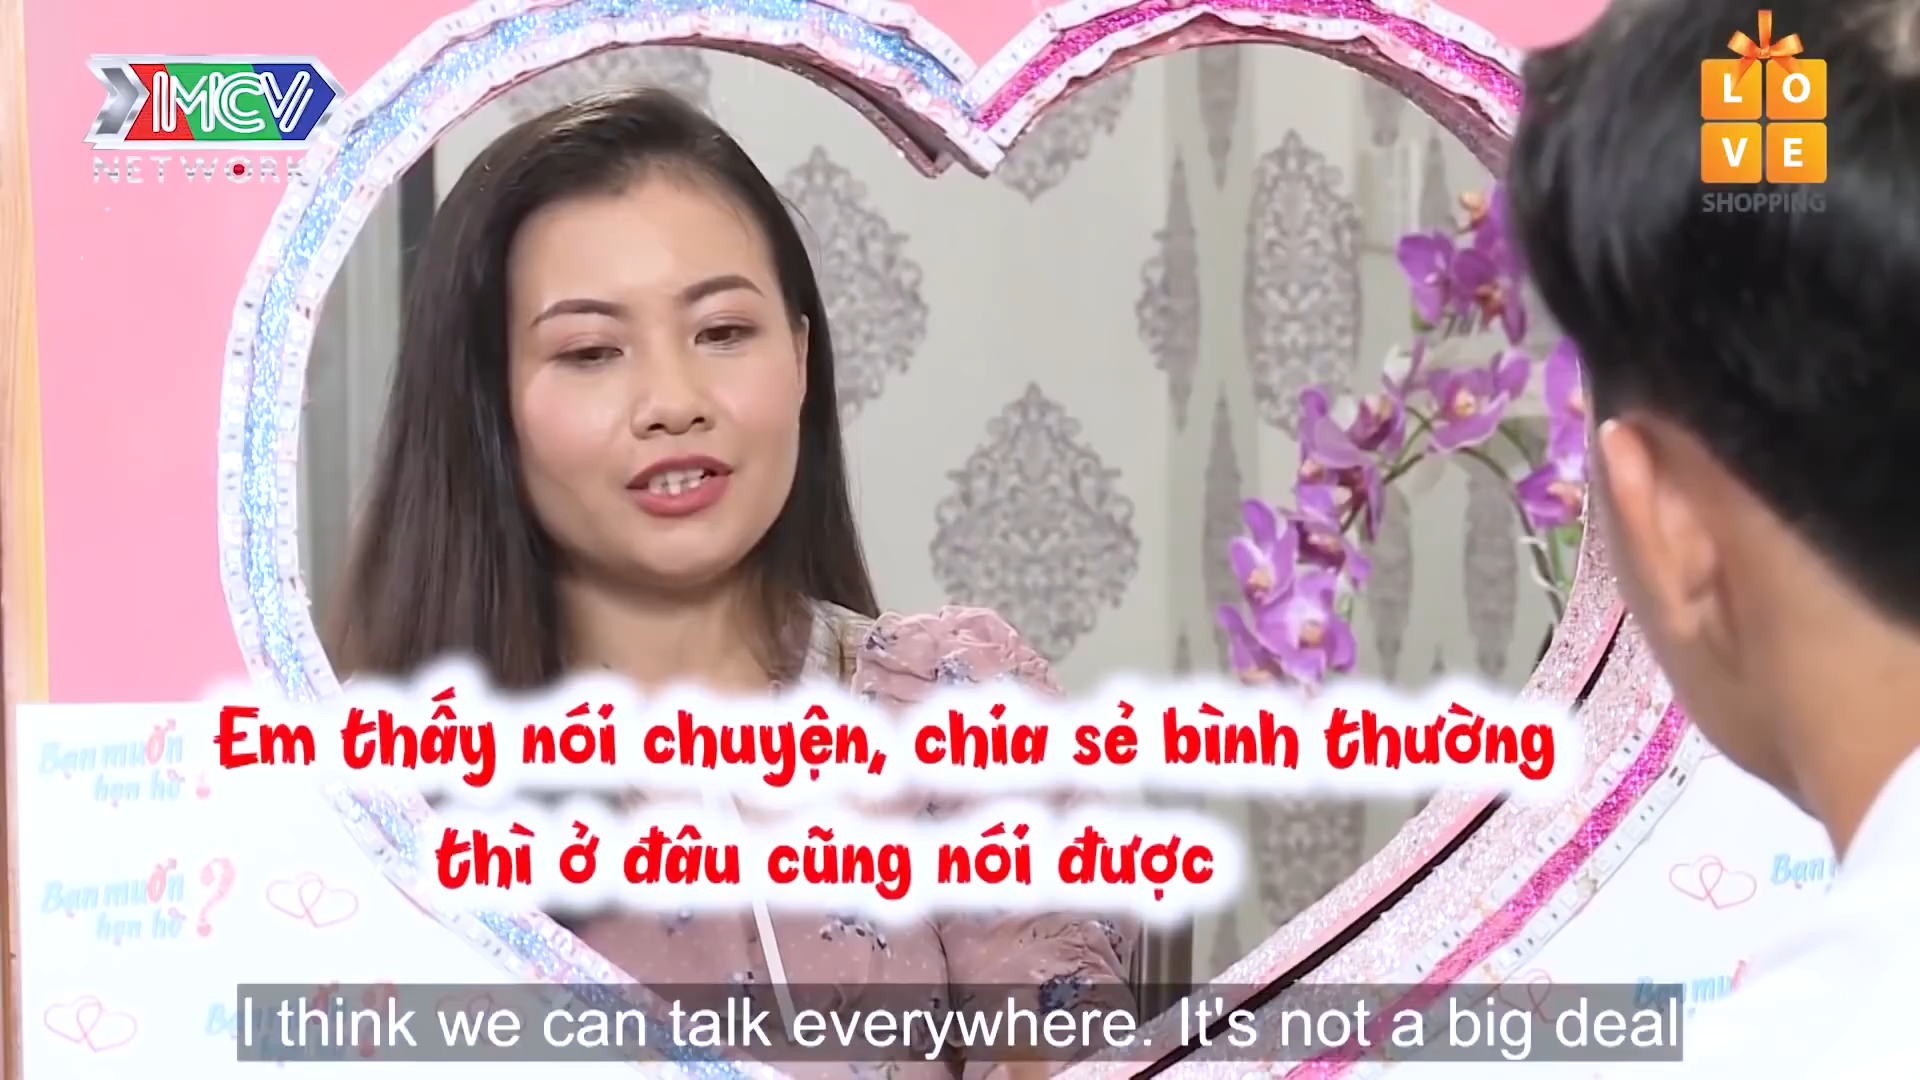 MCV
NETWORK
L O
V E
SHOPPING
Em thấy nói chuyện, chia sẻ bình thường
thì ở đâu cũng nói được
Bạn muốn
hẹn hò
Bạn muốn
hẹn hò ?
I think we can talk everywhere. It's not a big deal